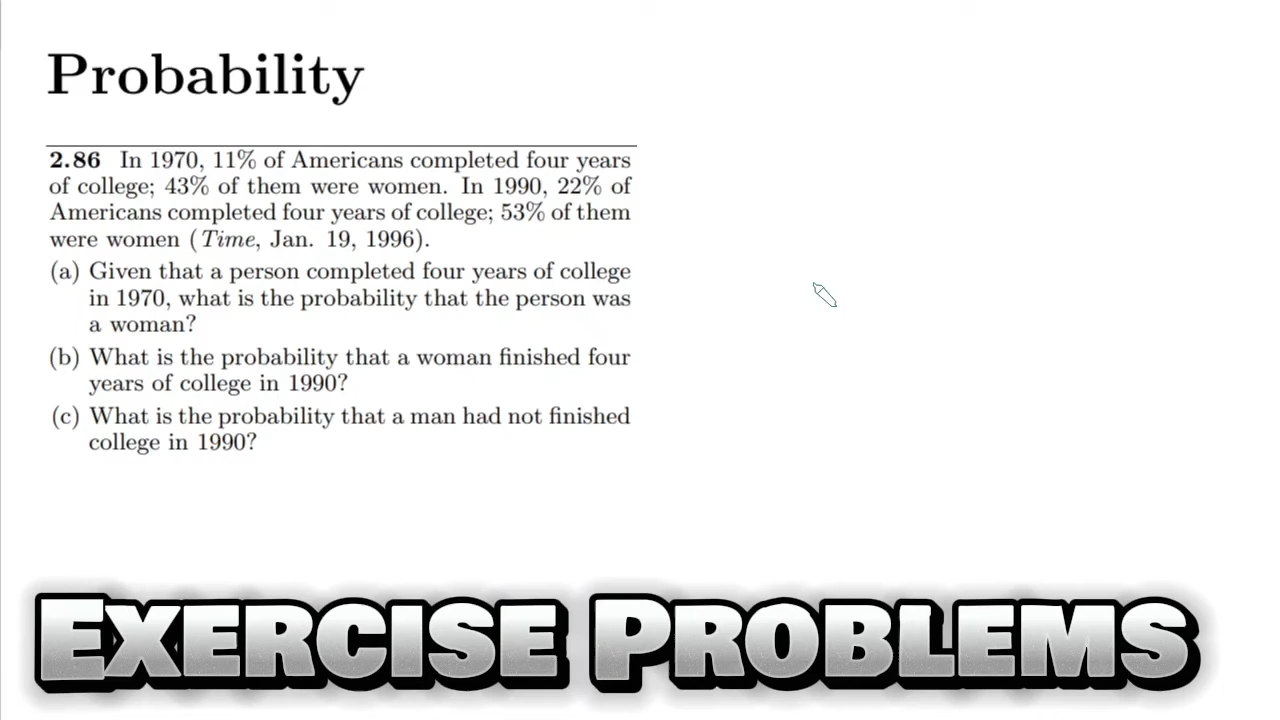 Probability
2.86 In 1970, 11% of Americans completed four years
of college; 43% of them were women. In 1990, 22% of
Americans completed four years of college; 53% of them
were women (Time, Jan. 19, 1996).
(a) Given that a person completed four years of college
in 1970, what is the probability that the person was
a woman?
(b) What is the probability that a woman finished four
years of college in 1990?
(c) What is the probability that a man had not finished
college in 1990?
EXERCISE PROBLEMS